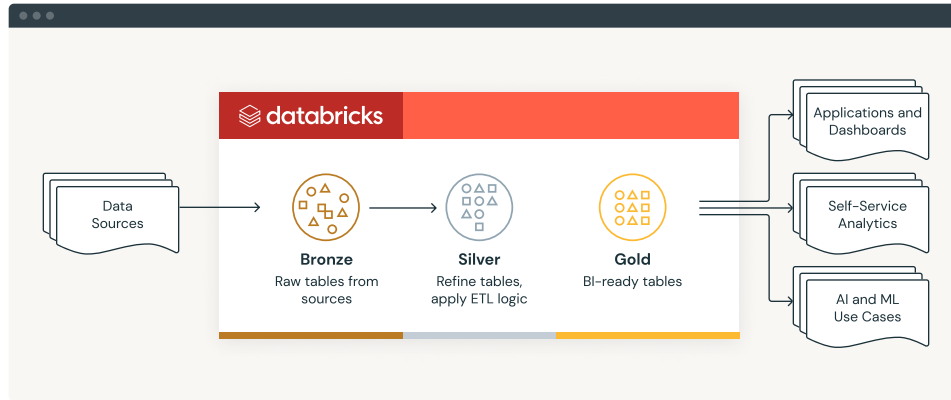 databricks
Data
Sources
Bronze
Raw tables from
sources
Silver
Refine tables,
apply ETL logic
Gold
BI-ready tables
Applications and
Dashboards
Self-Service
Analytics
AI and ML
Use Cases